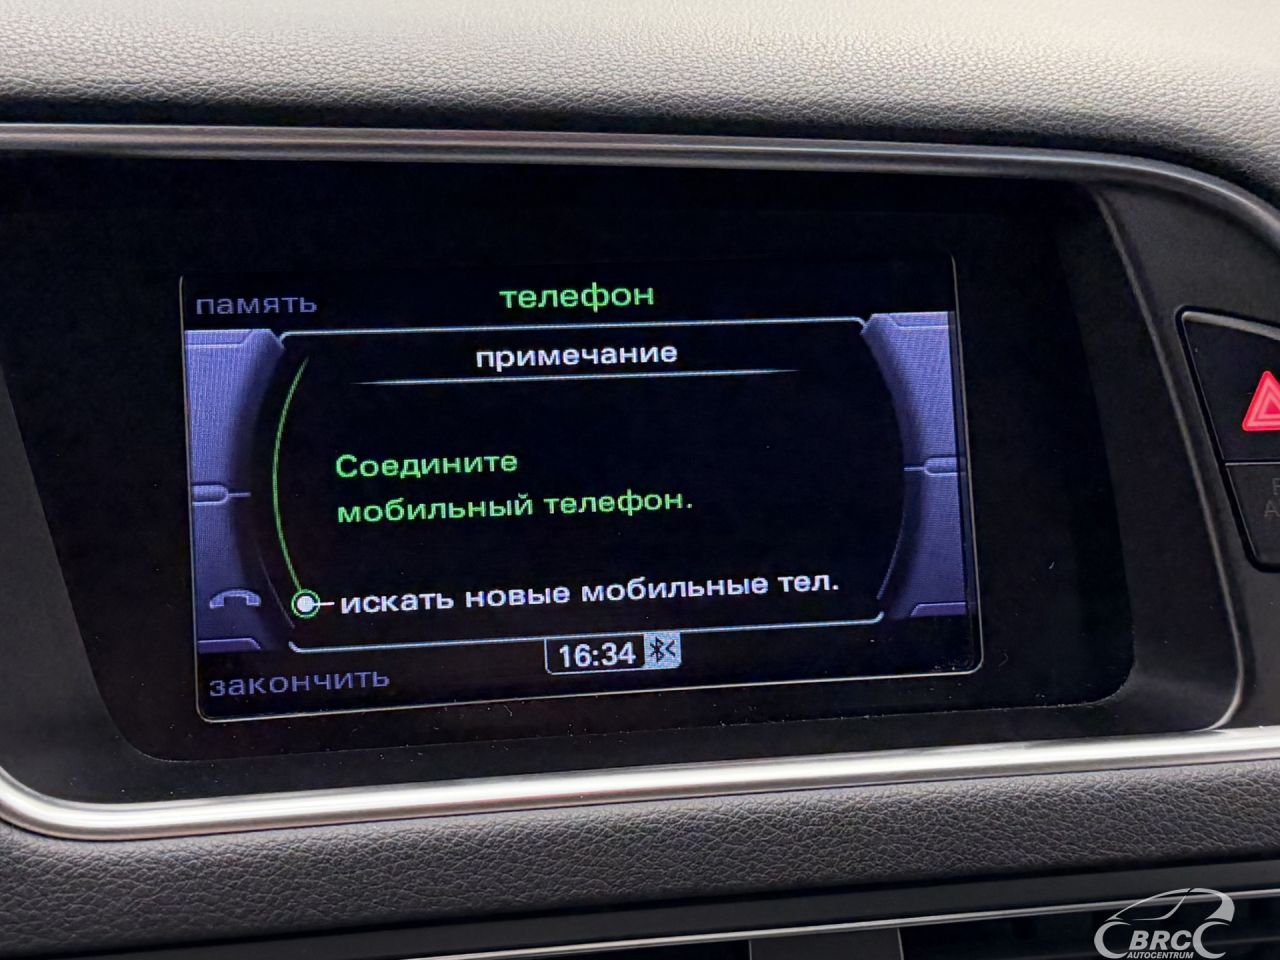 память
телефон
примечание
Соедините
мобильный телефон.
искать новые мобильные тел.
16:34
закончить
BRC
AUTOCENTRUM